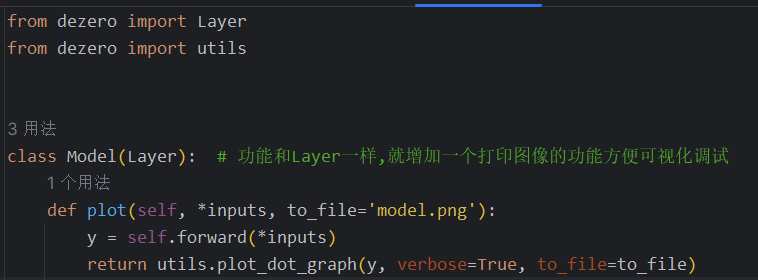 from dezero import Layer
from dezero import utils
3 用法
class Model(Layer):  # 功能和Layer一样,就增加一个打印图像的功能方便可视化调试
1 个用法
def plot(self, *inputs, to_file='model.png'):
y = self.forward(*inputs)
return utils.plot_dot_graph(y, verbose=True, to_file=to_file)